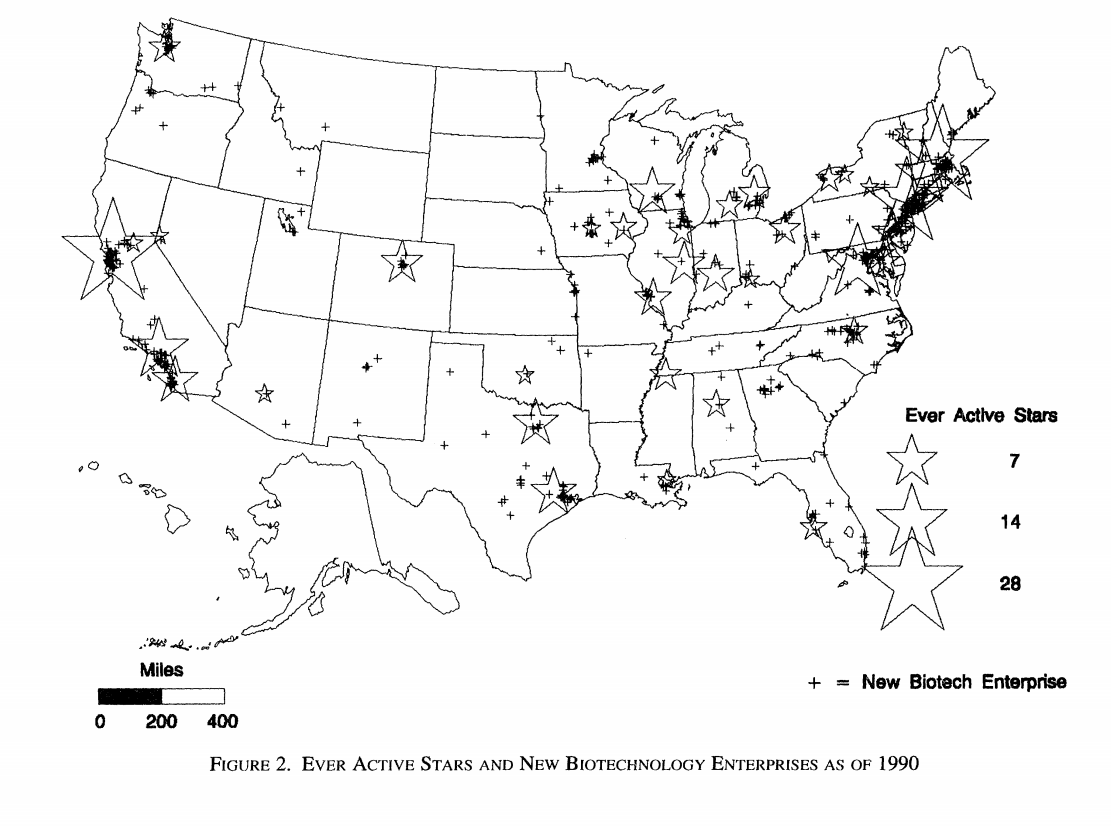 Ever Active Stars
7
14
28
Miles
0 200 400
+ = New Biotech Enterprise
FIGURE 2. EVER ACTIVE STARS AND NEW BIOTECHNOLOGY ENTERPRISES AS OF 1990